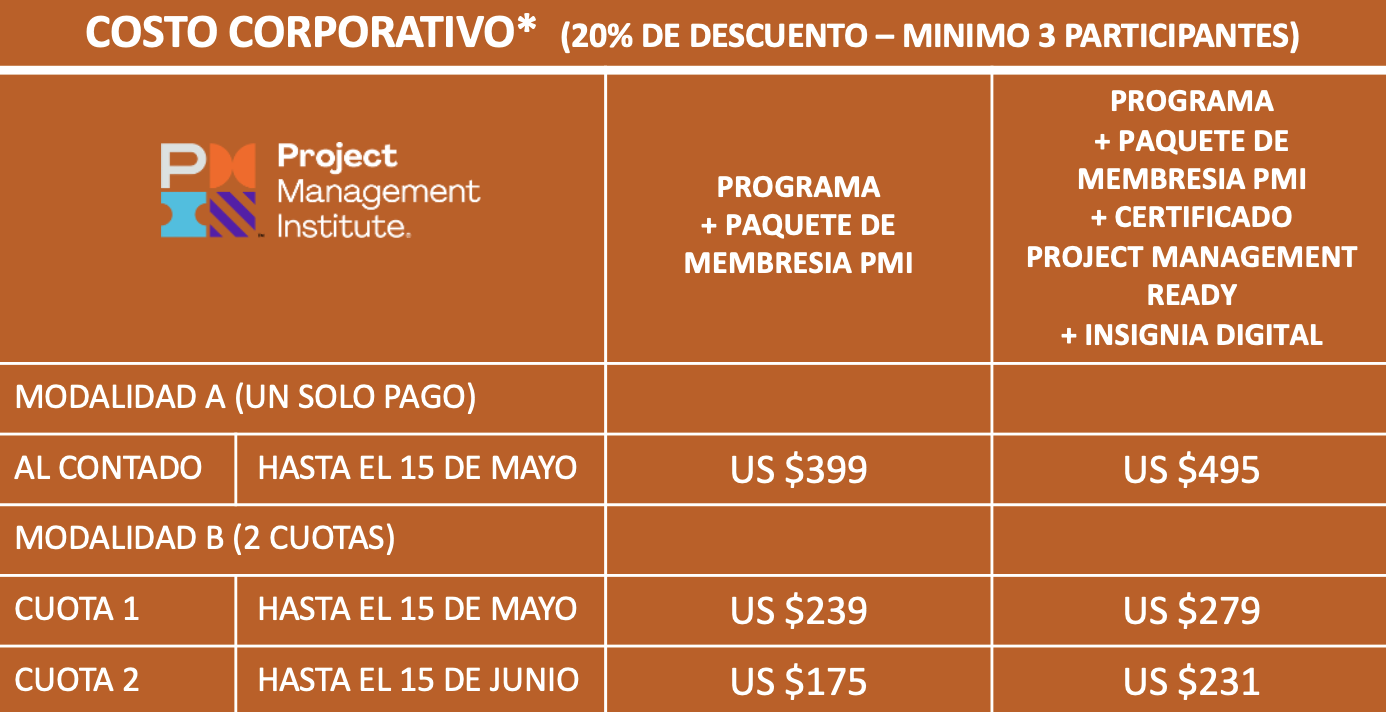 COSTO CORPORATIVO* (20% DE DESCUENTO – MINIMO 3 PARTICIPANTES)
Project
Management
Institute.
PROGRAMA
+ PAQUETE DE
MEMBRESIA PMI
PROGRAMA
+ PAQUETE DE
MEMBRESIA PMI
+ CERTIFICADO
PROJECT MANAGEMENT
READY
+ INSIGNIA DIGITAL
MODALIDAD A (UN SOLO PAGO)
AL CONTADO HASTA EL 15 DE MAYO US $399 US $495
MODALIDAD B (2 CUOTAS)
CUOTA 1 HASTA EL 15 DE MAYO US $239 US $279
CUOTA 2 HASTA EL 15 DE JUNIO US $175 US $231